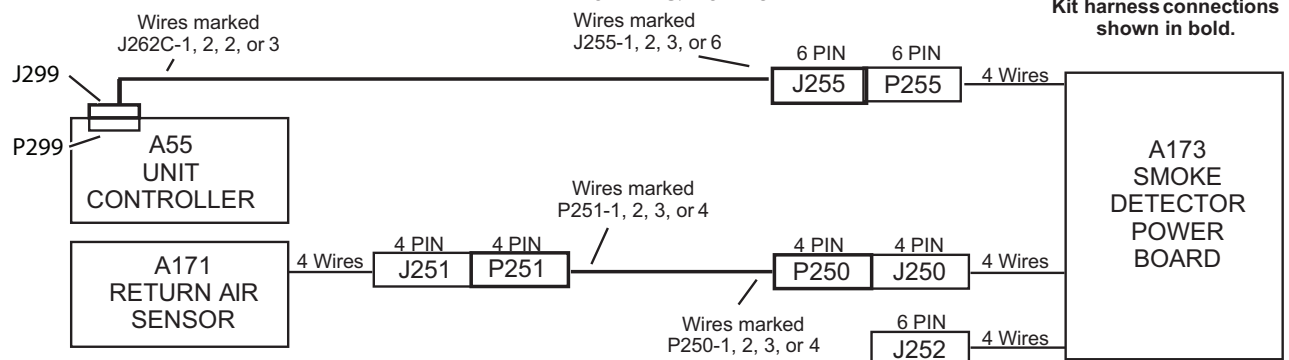 Kit harness connections
shown in bold.
Wires marked
J262C-1, 2, 2, or 3
Wires marked
J255-1, 2, 3, or 6
J299
P299
6 PIN
6 PIN
J255
P255
4 Wires
A55
UNIT
CONTROLLER
A173
SMOKE
DETECTOR
POWER
BOARD
Wires marked
P251-1, 2, 3, or 4
A171
RETURN AIR
SENSOR
4 Wires
4 PIN
4 PIN
J251
P251
4 PIN
4 PIN
P250
J250
4 Wires
Wires marked
P250-1, 2, 3, or 4
6 PIN
J252
4 Wires